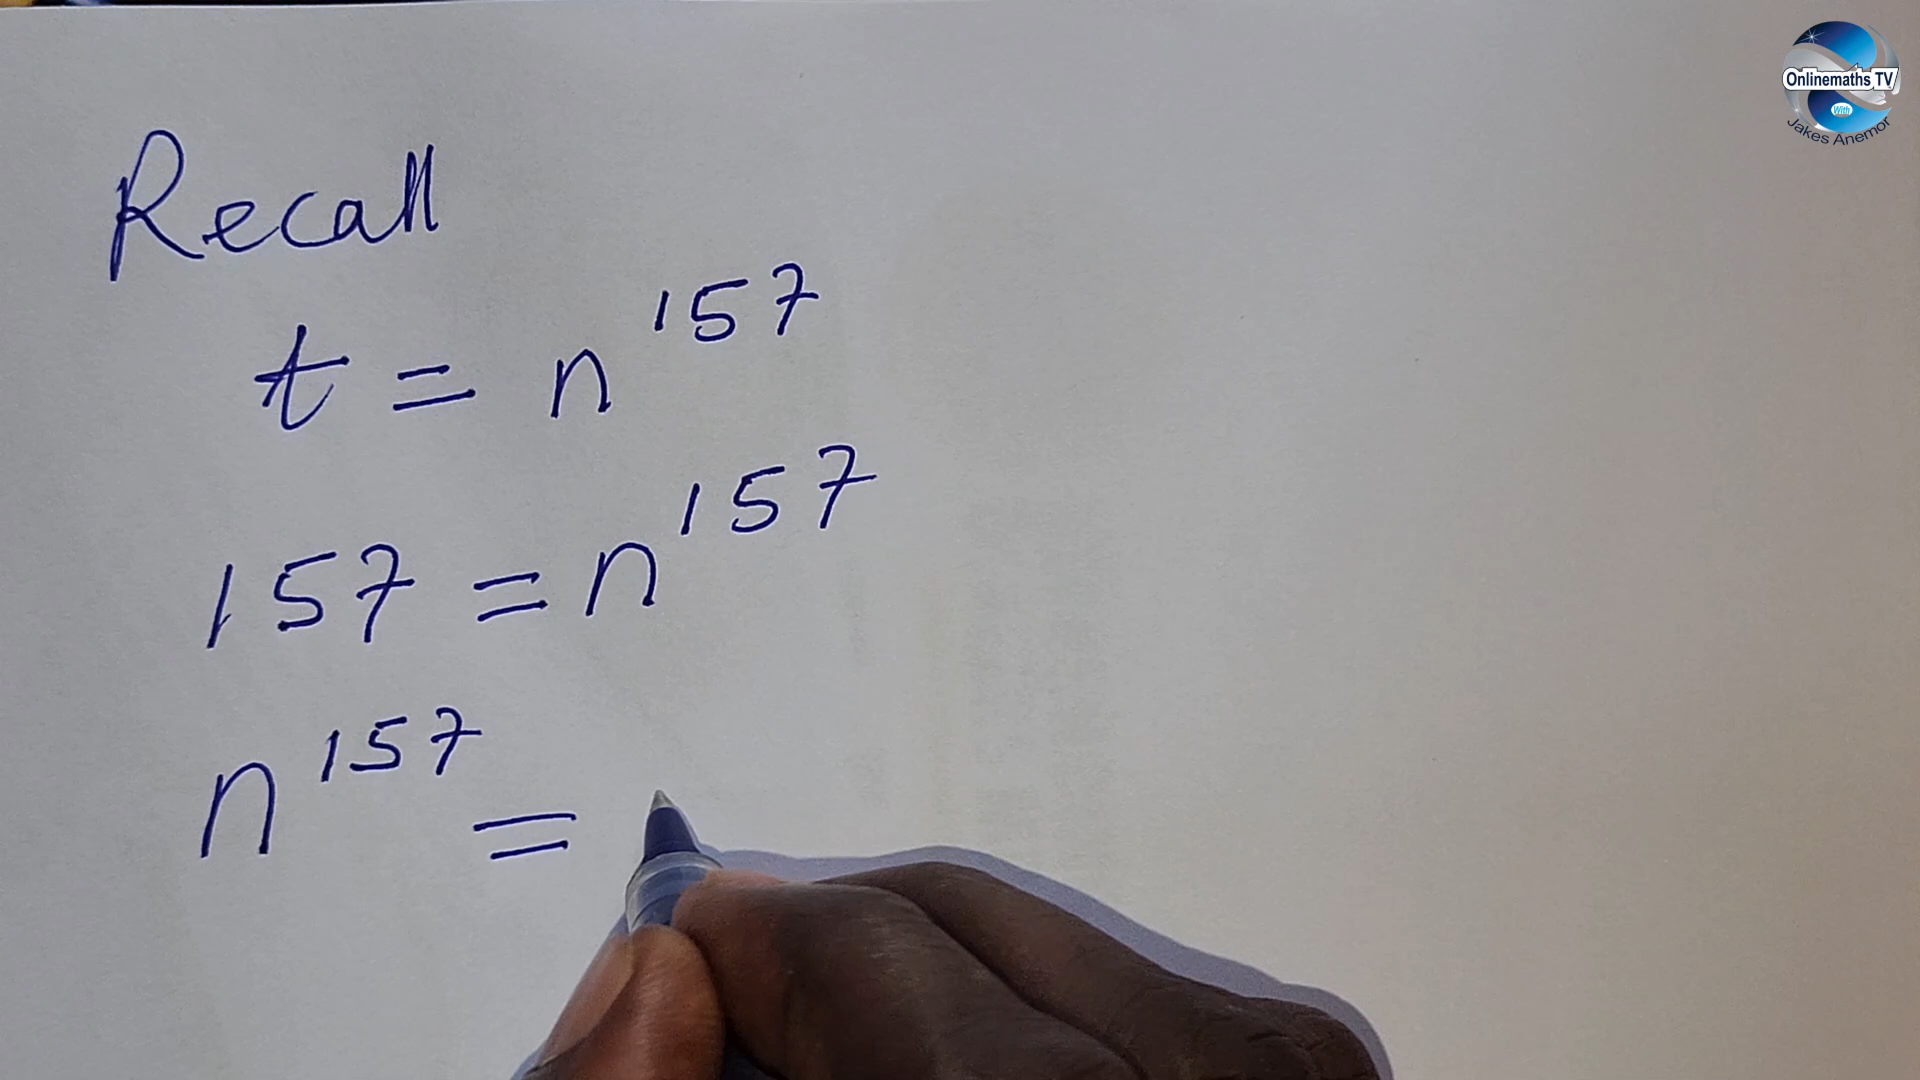 Onlinemaths TV
With
Jakes Anemor
Recall
t = n^157
157 = n^157
n^157 =